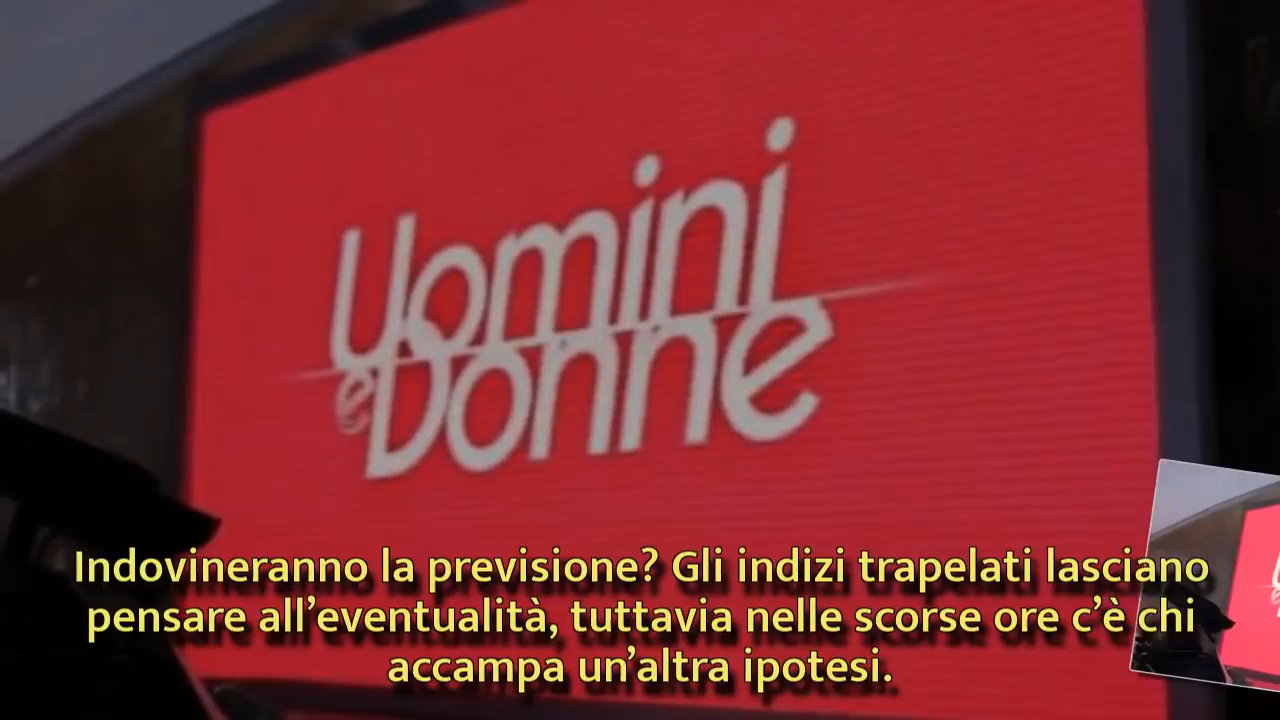 Uomini
e Donne
Indovineranno la previsione? Gli indizi trapelati lasciano
pensare all’eventualità, tuttavia nelle scorse ore c’è chi
accampa un’altra ipotesi.